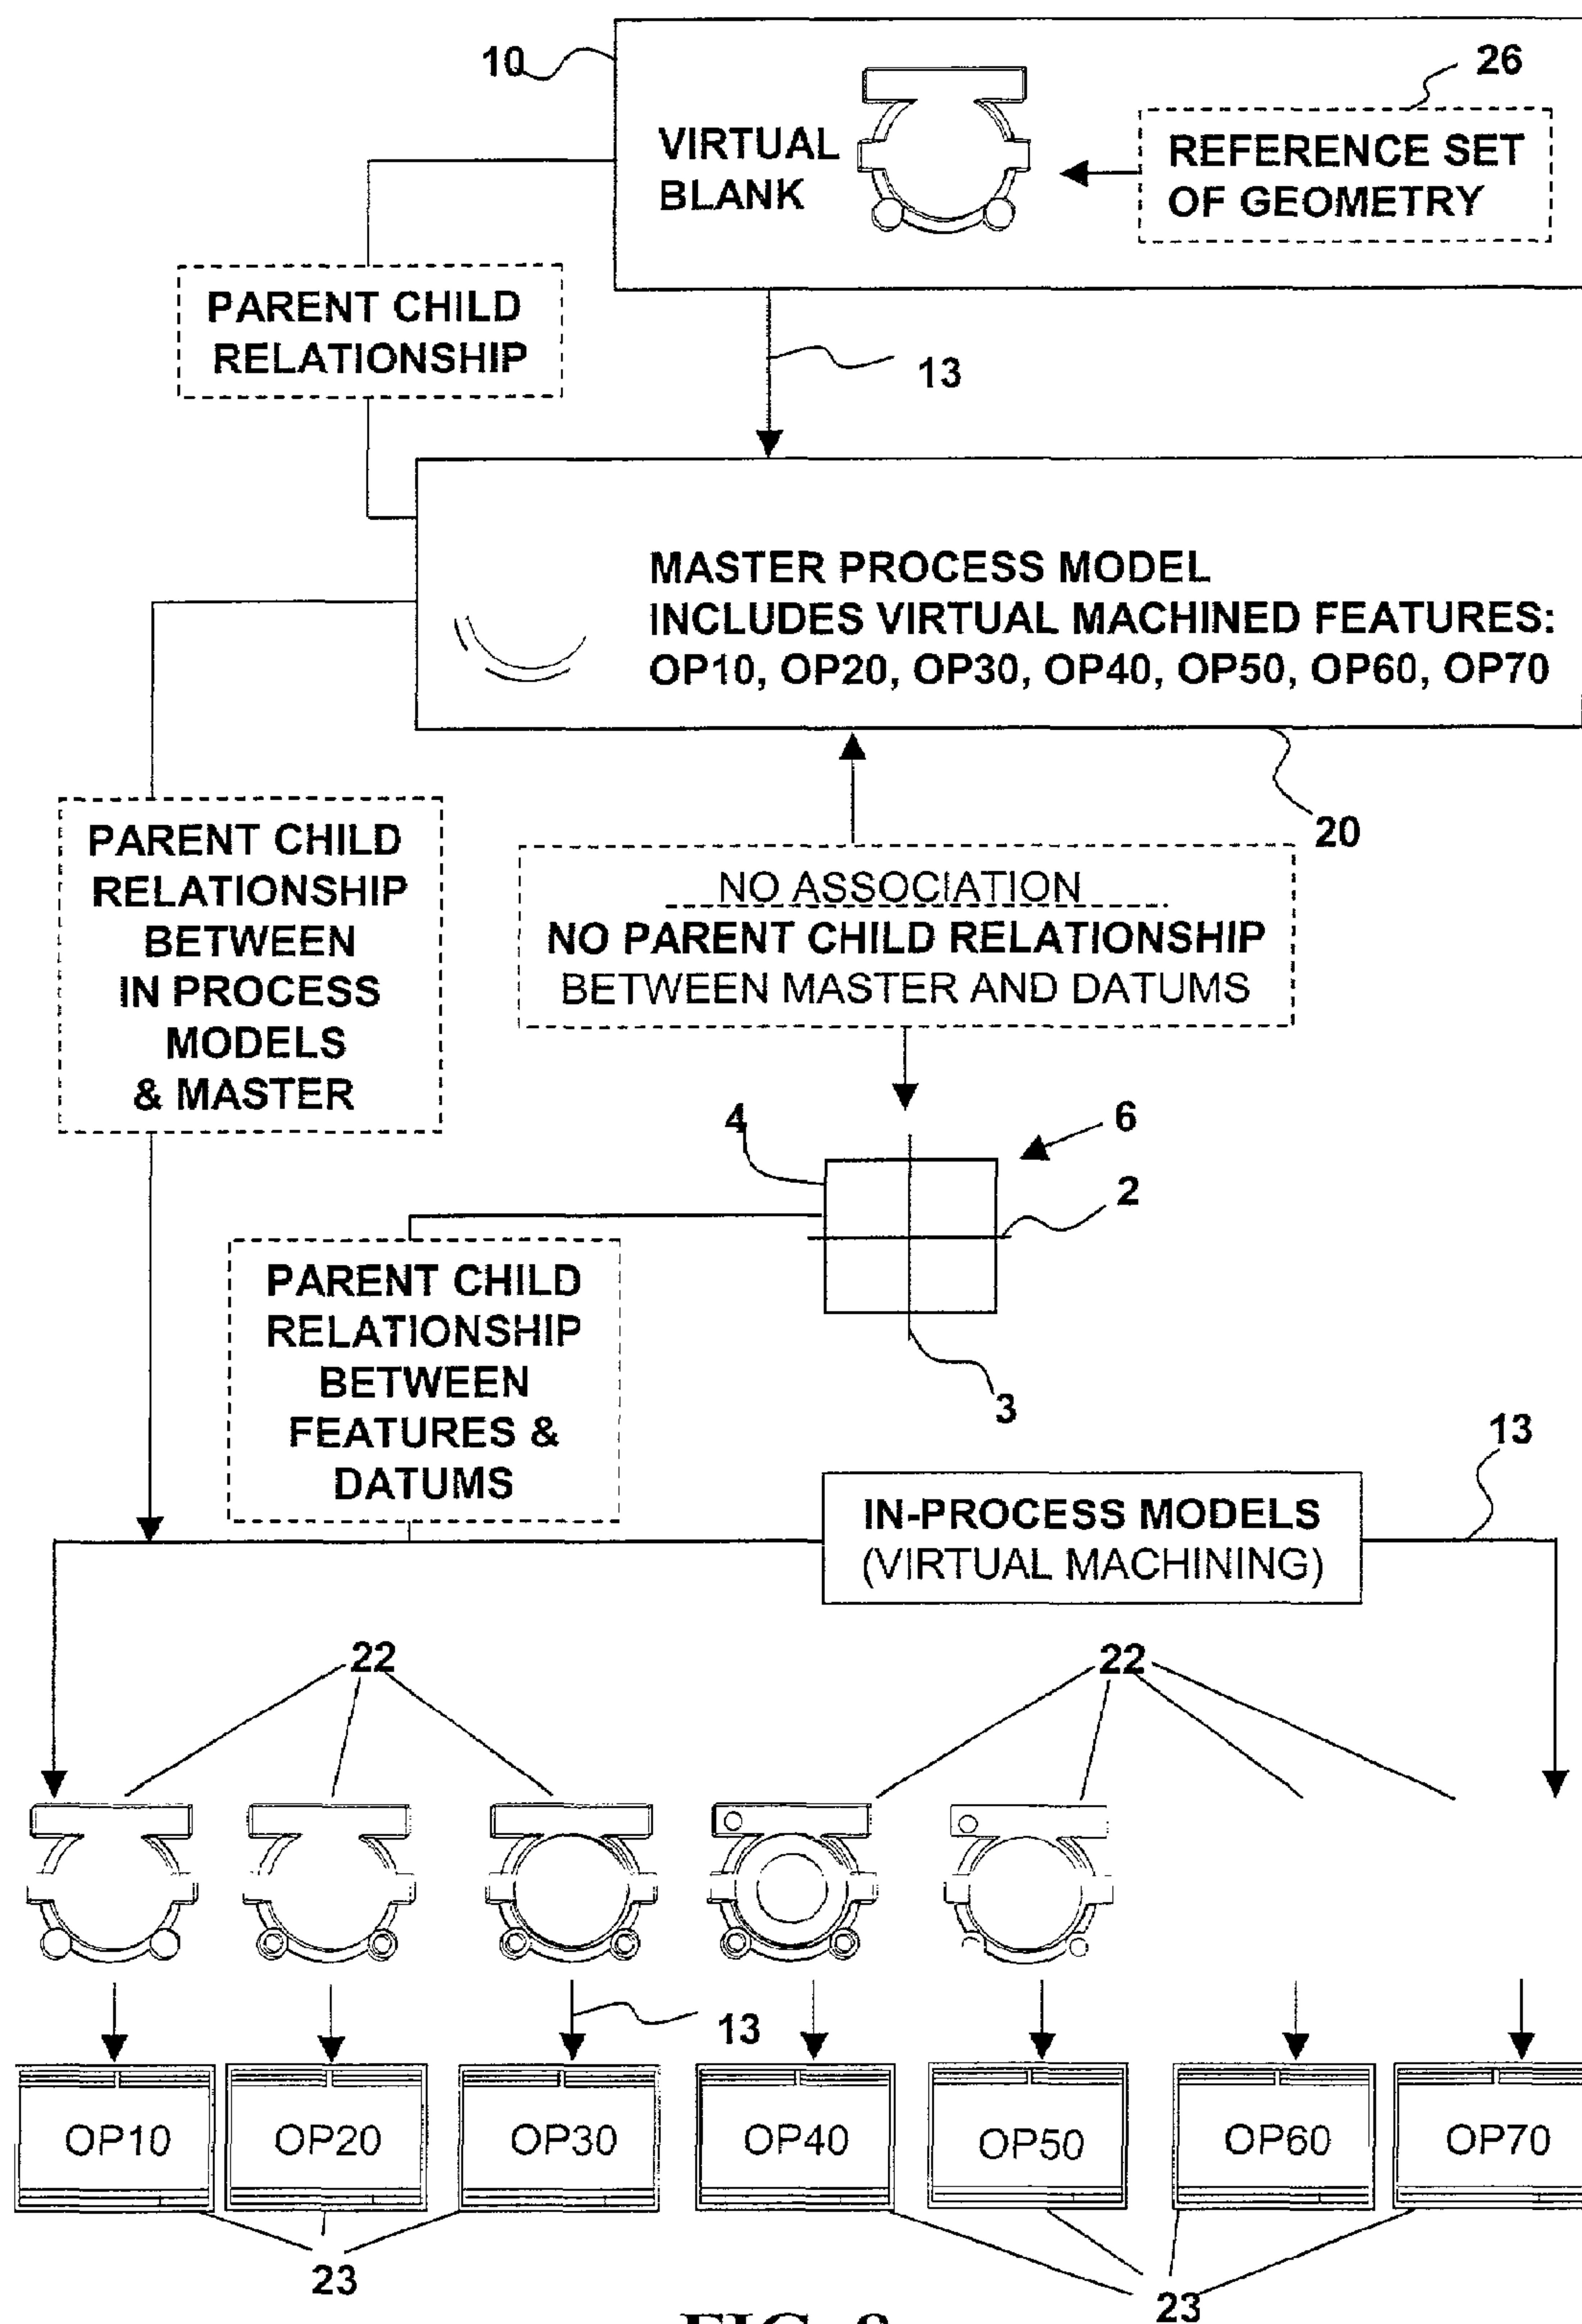 10
26
VIRTUAL
BLANK
REFERENCE SET
OF GEOMETRY
PARENT CHILD
RELATIONSHIP
13
MASTER PROCESS MODEL
INCLUDES VIRTUAL MACHINED FEATURES:
OP10, OP20, OP30, OP40, OP50, OP60, OP70
20
PARENT CHILD
RELATIONSHIP
BETWEEN
IN PROCESS
MODELS
& MASTER
NO ASSOCIATION
NO PARENT CHILD RELATIONSHIP
BETWEEN MASTER AND DATUMS
4
6
2
3
PARENT CHILD
RELATIONSHIP
BETWEEN
FEATURES &
DATUMS
13
IN-PROCESS MODELS
(VIRTUAL MACHINING)
22
22
13
OP10
OP20
OP30
OP40
OP50
OP60
OP70
23
23